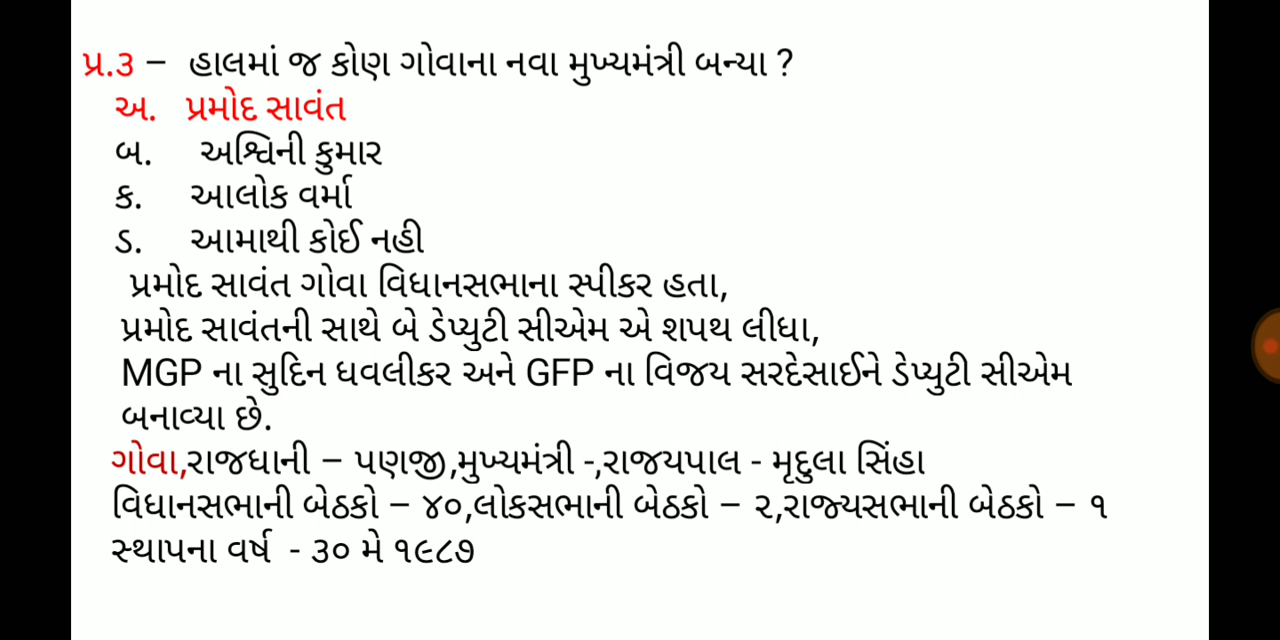 પ્ર.૩ – હાલમાં જ કોણ ગોવાના નવા મુખ્યમંત્રી બન્યા ?
અ. પ્રમોદ સાવંત
બ. અશ્વિની કુમાર
ક. આલોક વર્મા
ડ. આમાથી કોઈ નહી
પ્રમોદ સાવંત ગોવા વિધાનસભાના સ્પીકર હતા,
પ્રમોદ સાવંતની સાથે બે ડેપ્યુટી સીએમ એ શપથ લીધા,
MGP ના સુદિન ધવલીકર અને GFP ના વિજય સરદેસાઈને ડેપ્યુટી સીએમ
બનાવ્યા છે.
ગોવા,રાજધાની – પણજી,મુખ્યમંત્રી -,રાજયપાલ - મૃદુલા સિંહા
વિધાનસભાની બેઠકો – ૪૦,લોકસભાની બેઠકો – ૨,રાજ્યસભાની બેઠકો – ૧
સ્થાપના વર્ષ - ૩૦ મે ૧૯૮૭